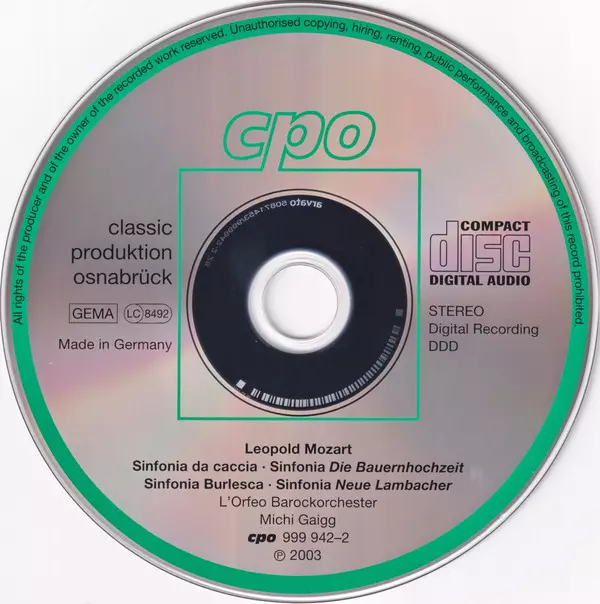 All rights of the producer and of the owner of the recorded work reserved. Unauthorised copying, hiring, renting, public performance and broadcasting of this record prohibited.
cpo
classic
produktion
osnabrück
GEMA LC 8492
Made in Germany
COMPACT
disc
DIGITAL AUDIO
STEREO
Digital Recording
DDD
arvato
Leopold Mozart
Sinfonia da caccia · Sinfonia Die Bauernhochzeit
Sinfonia Burlesca · Sinfonia Neue Lambacher
L'Orfeo Barockorchester
Michi Gaigg
cpo 999 942–2
℗ 2003